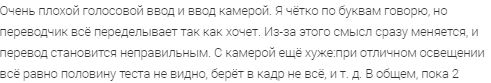 Очень плохой голосовой ввод и ввод камерой. Я чётко по буквам говорю, но
переводчик всё переделывает так как хочет. Из-за этого смысл сразу меняется, и
перевод становится неправильным. С камерой ещё хуже:при отличном освещении
всё равно половину теста не видно, берёт в кадр не всё, и т. д. В общем, пока 2